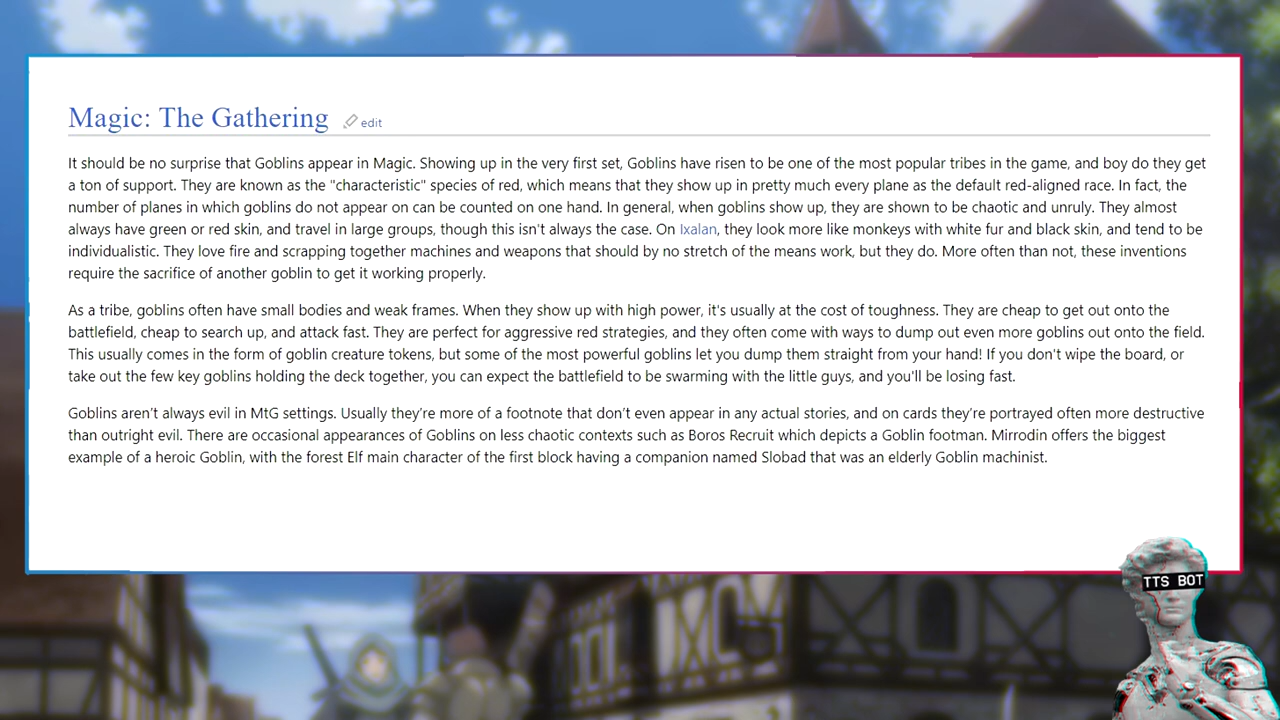 Magic: The Gathering edit
It should be no surprise that Goblins appear in Magic. Showing up in the very first set, Goblins have risen to be one of the most popular tribes in the game, and boy do they get
a ton of support. They are known as the "characteristic" species of red, which means that they show up in pretty much every plane as the default red-aligned race. In fact, the
number of planes in which goblins do not appear on can be counted on one hand. In general, when goblins show up, they are shown to be chaotic and unruly. They almost
always have green or red skin, and travel in large groups, though this isn't always the case. On Ixalan, they look more like monkeys with white fur and black skin, and tend to be
individualistic. They love fire and scrapping together machines and weapons that should by no stretch of the means work, but they do. More often than not, these inventions
require the sacrifice of another goblin to get it working properly.
As a tribe, goblins often have small bodies and weak frames. When they show up with high power, it's usually at the cost of toughness. They are cheap to get out onto the
battlefield, cheap to search up, and attack fast. They are perfect for aggressive red strategies, and they often come with ways to dump out even more goblins out onto the field.
This usually comes in the form of goblin creature tokens, but some of the most powerful goblins let you dump them straight from your hand! If you don't wipe the board, or
take out the few key goblins holding the deck together, you can expect the battlefield to be swarming with the little guys, and you'll be losing fast.
Goblins aren’t always evil in MtG settings. Usually they’re more of a footnote that don’t even appear in any actual stories, and on cards they’re portrayed often more destructive
than outright evil. There are occasional appearances of Goblins on less chaotic contexts such as Boros Recruit which depicts a Goblin footman. Mirrodin offers the biggest
example of a heroic Goblin, with the forest Elf main character of the first block having a companion named Slobad that was an elderly Goblin machinist.
TTS BOT